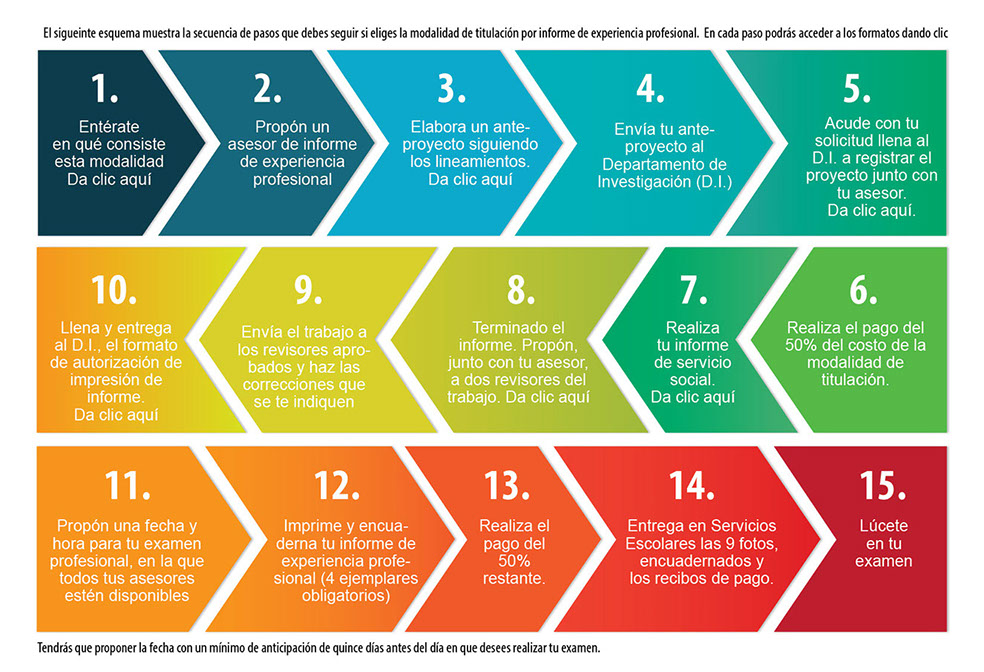 El sigueinte esquema muestra la secuencia de pasos que debes seguir si eliges la modalidad de titulación por informe de experiencia profesional.  En cada paso podrás acceder a los formatos dando clic
1.
Entérate
en qué consiste
esta modalidad
Da clic aquí
2.
Propón un
asesor de informe
de experiencia
profesional
3.
Elabora un ante-
proyecto siguiendo
los lineamientos.
Da clic aquí
4.
Envía tu ante-
proyecto al
Departamento de
Investigación (D.I.)
5.
Acude con tu
solicitud llena al
D.I. a registrar el
proyecto junto con
tu asesor.
Da clic aquí.
6.
Realiza el pago del
50% del costo de la
modalidad de
titulación.
7.
Realiza
tu informe
de servicio
social.
Da clic aquí
8.
Terminado el
informe. Propón,
junto con tu asesor,
a dos revisores del
trabajo. Da clic aquí
9.
Envía el trabajo a
los revisores apro-
bados y haz las
correcciones que
se te indiquen
10.
Llena y entrega
al D.I., el formato
de autorización de
impresión de
informe.
Da clic aquí
11.
Propón una fecha y
hora para tu examen
profesional, en la que
todos tus asesores
estén disponibles
12.
Imprime y encua-
derna tu informe de
experiencia profe-
sional (4 ejemplares
obligatorios)
13.
Realiza el
pago del
50%
restante.
14.
Entrega en Servicios
Escolares las 9 fotos,
encuadernados y
los recibos de pago.
15.
Lúcete
en tu
examen
Tendrás que proponer la fecha con un mínimo de anticipación de quince días antes del día en que desees realizar tu examen.